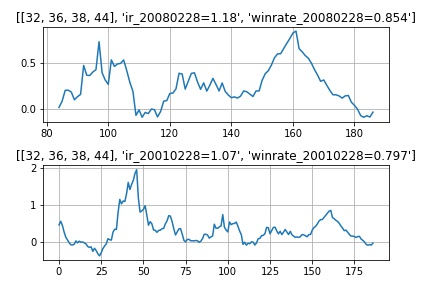 [[32, 36, 38, 44], 'ir_20080228=1.18', 'winrate_20080228=0.854']
0.5
0.0
80 100 120 140 160 180
[[32, 36, 38, 44], 'ir_20010228=1.07', 'winrate_20010228=0.797']
2
1
0
0 25 50 75 100 125 150 175